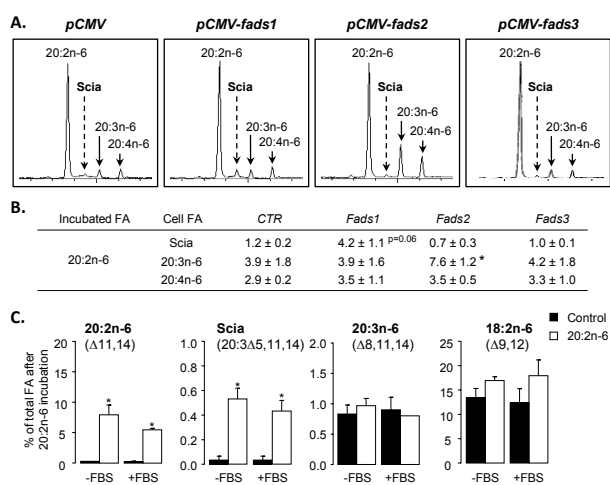 A.
pCMV
pCMV-fads1
pCMV-fads2
pCMV-fads3
20:2n-6
Scia
20:3n-6
20:4n-6
20:2n-6
Scia
20:3n-6
20:4n-6
20:2n-6
Scia
20:3n-6
20:4n-6
20:2n-6
Scia
20:3n-6
20:4n-6
B.
Incubated FA Cell FA CTR Fads1 Fads2 Fads3
Scia 1.2 ± 0.2 4.2 ± 1.1 p=0.06 0.7 ± 0.3 1.0 ± 0.1
20:2n-6 20:3n-6 3.9 ± 1.8 3.9 ± 1.6 7.6 ± 1.2 * 4.2 ± 1.8
20:4n-6 2.9 ± 0.2 3.5 ± 1.1 3.5 ± 0.5 3.3 ± 1.0
C.
Control
20:2n-6
% of total FA after
20:2n-6 incubation
20:2n-6
(Δ11,14)
20
15
10
5
0
*
*
-FBS +FBS
Scia
(20:3Δ5,11,14)
1.0
0.8
0.6
0.4
0.2
0.0
*
*
-FBS +FBS
20:3n-6
(Δ8,11,14)
2.0
1.5
1.0
0.5
0.0
-FBS +FBS
18:2n-6
(Δ9,12)
25
20
15
10
5
0
-FBS +FBS